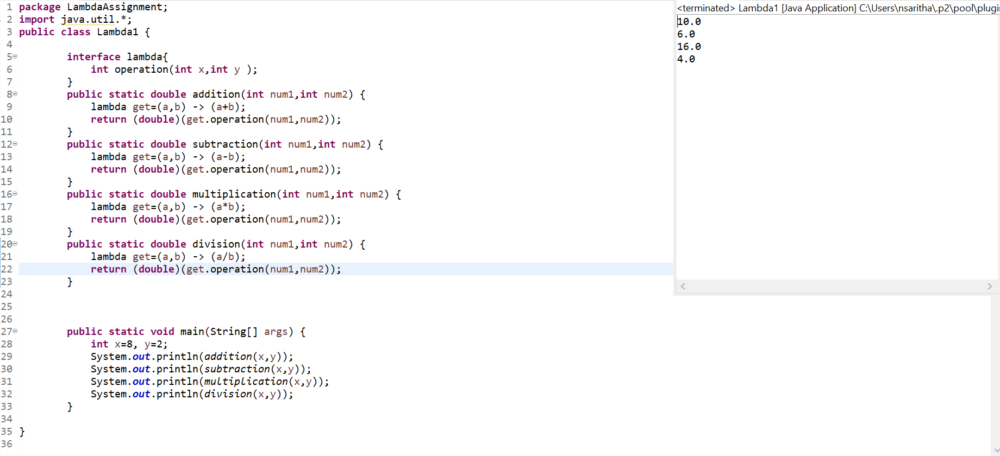 1 package LambdaAssignment;
2 import java.util.*;
3 public class Lambda1 {
4
5 interface lambda{
6 int operation(int x,int y );
7 }
8 public static double addition(int num1,int num2) {
9 lambda get=(a,b) -> (a+b);
10 return (double)(get.operation(num1,num2));
11 }
12 public static double subtraction(int num1,int num2) {
13 lambda get=(a,b) -> (a-b);
14 return (double)(get.operation(num1,num2));
15 }
16 public static double multiplication(int num1,int num2) {
17 lambda get=(a,b) -> (a*b);
18 return (double)(get.operation(num1,num2));
19 }
20 public static double division(int num1,int num2) {
21 lambda get=(a,b) -> (a/b);
22 return (double)(get.operation(num1,num2));
23 }
24
25
26
27 public static void main(String[] args) {
28 int x=8, y=2;
29 System.out.println(addition(x,y));
30 System.out.println(subtraction(x,y));
31 System.out.println(multiplication(x,y));
32 System.out.println(division(x,y));
33 }
34
35 }
36
<terminated> Lambda1 [Java Application] C:\Users\nsaritha\.p2\pool\plugi
10.0
6.0
16.0
4.0